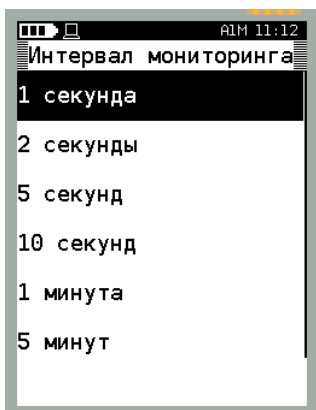 A1M 11:12
Интервал мониторинга
1 секунда
2 секунды
5 секунд
10 секунд
1 минута
5 минут